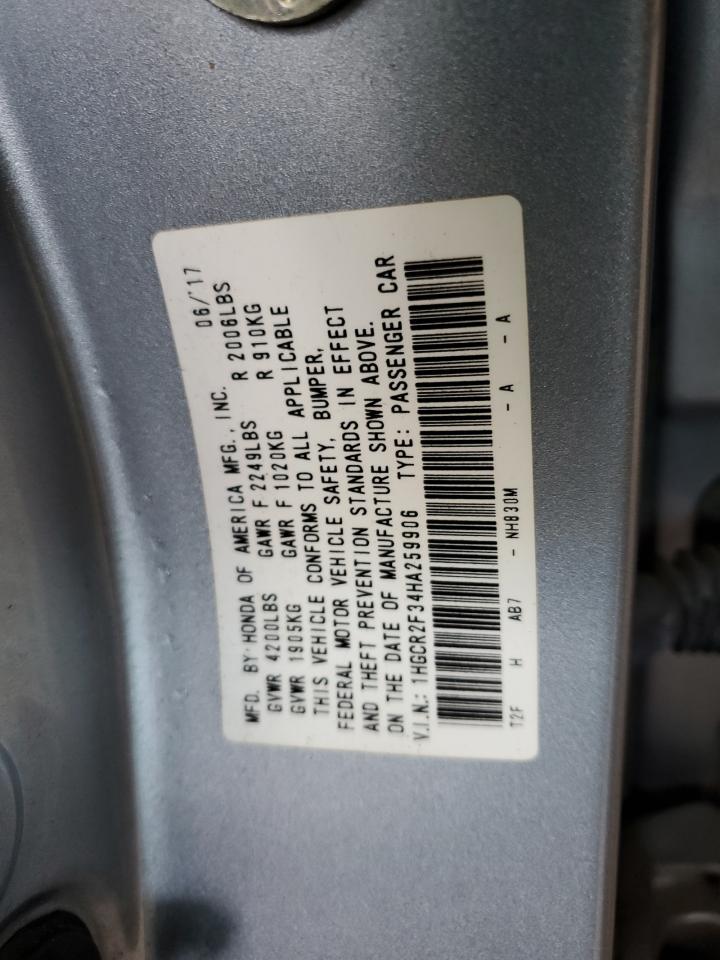 MFD. BY HONDA OF AMERICA MFG., INC. 06/'17
GVWR 4200LBS GAWR F 2249LBS R 2006LBS
GVWR 1905KG GAWR F 1020KG R 910KG
THIS VEHICLE CONFORMS TO ALL APPLICABLE
FEDERAL MOTOR VEHICLE SAFETY, BUMPER,
AND THEFT PREVENTION STANDARDS IN EFFECT
ON THE DATE OF MANUFACTURE SHOWN ABOVE.
V.I.N.: 1HGCR2F34HA259906 TYPE: PASSENGER CAR
T2F H AB7 - NH830M - A - A